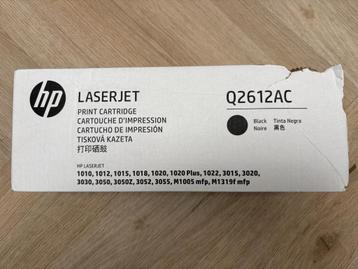 hp
LASERJET
PRINT CARTRIDGE
CARTOUCHE D'IMPRESSION
CARTUCHO DE IMPRESIÓN
TISKOVÁ KAZETA
打印硒鼓
Q2612AC
Black Tinta Negra
Noire 黑色
HP LASERJET
1010, 1012, 1015, 1018, 1020, 1020 Plus, 1022, 3015, 3020,
3030, 3050, 3050Z, 3052, 3055, M1005 mfp, M1319f mfp